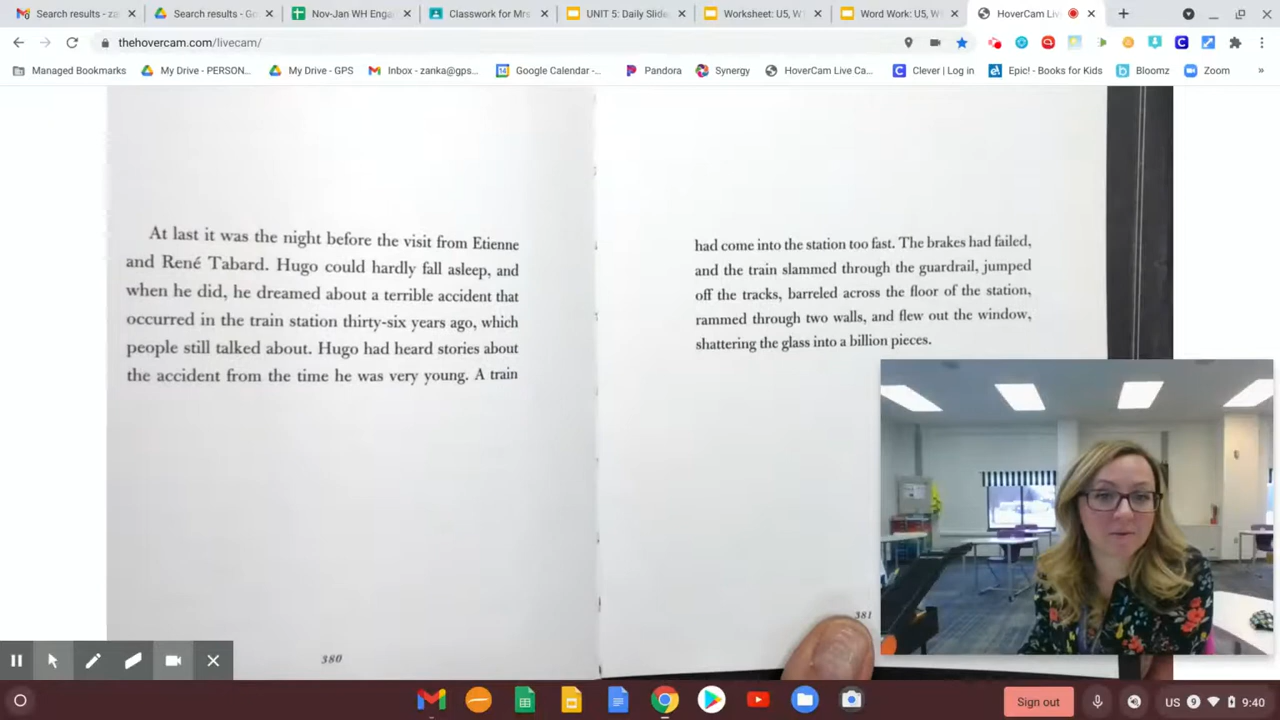 Search results - za
Search results - Go
Nov-Jan WH Enga
Classwork for Mrs
UNIT 5: Daily Slide
Worksheet: U5, W
Word Work: U5, W
HoverCam Liv
thehovercam.com/livecam/
Managed Bookmarks
My Drive - PERSON...
My Drive - GPS
Inbox - zanka@gps...
Google Calendar -...
Pandora
Synergy
HoverCam Live Ca...
Clever | Log in
Epic! - Books for Kids
Bloomz
Zoom
»
At last it was the night before the visit from Etienne
and René Tabard. Hugo could hardly fall asleep, and
when he did, he dreamed about a terrible accident that
occurred in the train station thirty-six years ago, which
people still talked about. Hugo had heard stories about
the accident from the time he was very young. A train
380
had come into the station too fast. The brakes had failed,
and the train slammed through the guardrail, jumped
off the tracks, barreled across the floor of the station,
rammed through two walls, and flew out the window,
shattering the glass into a billion pieces.
381
Sign out
US
9
9:40